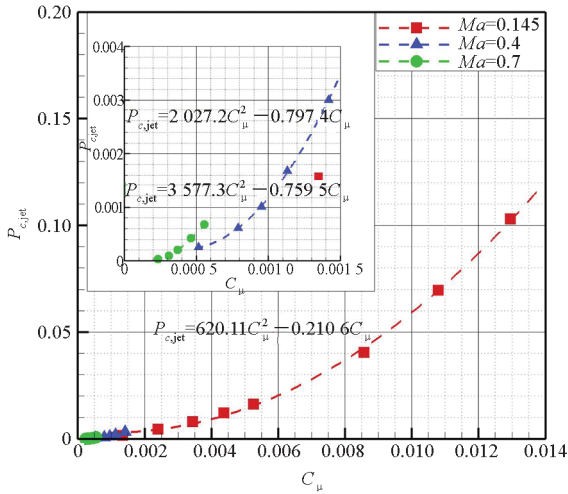 0.20
0.15
0.10
0.05
0
P_c,jet
0 0.002 0.004 0.006 0.008 0.010 0.012 0.014
C_μ
Ma=0.145
Ma=0.4
Ma=0.7
0.004
0.003
0.002
0.001
0
P_c,jet
0 0.000 5 0.001 0 0.001 5
C_μ
P_c,jet=2 027.2C_μ^2−0.797 4C_μ
P_c,jet=3 577.3C_μ^2−0.759 5C_μ
P_c,jet=620.11C_μ^2−0.210 6C_μ